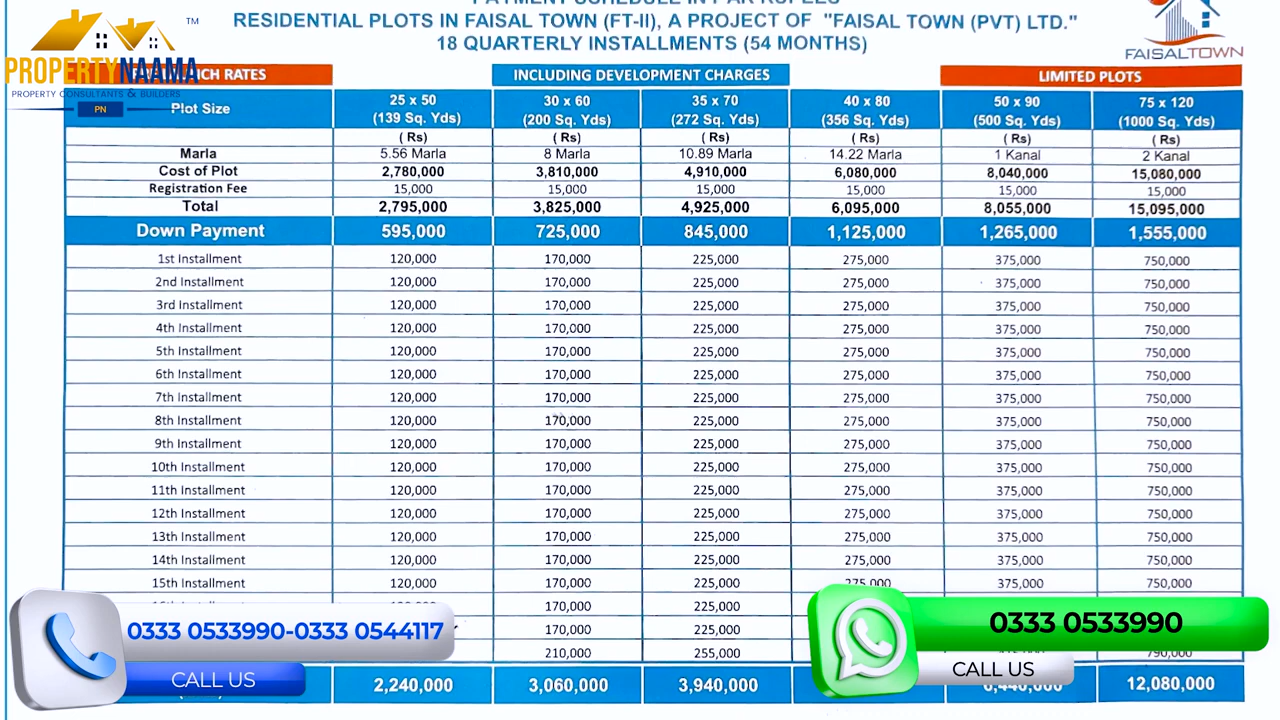 RESIDENTIAL PLOTS IN FAISAL TOWN (FT-II), A PROJECT OF "FAISAL TOWN (PVT) LTD."
18 QUARTERLY INSTALLMENTS (54 MONTHS)
TM
FAISALTOWN
PROPERTYNAAMA
PROPERTY CONSULTANTS & BUILDERS
PN
RATES INCLUDING DEVELOPMENT CHARGES LIMITED PLOTS
Plot Size 25 x 50 (139 Sq. Yds) 30 x 60 (200 Sq. Yds) 35 x 70 (272 Sq. Yds) 40 x 80 (356 Sq. Yds) 50 x 90 (500 Sq. Yds) 75 x 120 (1000 Sq. Yds)
( Rs) ( Rs) ( Rs) ( Rs) ( Rs) ( Rs)
Marla 5.56 Marla 8 Marla 10.89 Marla 14.22 Marla 1 Kanal 2 Kanal
Cost of Plot 2,780,000 3,810,000 4,910,000 6,080,000 8,040,000 15,080,000
Registration Fee 15,000 15,000 15,000 15,000 15,000 15,000
Total 2,795,000 3,825,000 4,925,000 6,095,000 8,055,000 15,095,000
Down Payment 595,000 725,000 845,000 1,125,000 1,265,000 1,555,000
1st Installment 120,000 170,000 225,000 275,000 375,000 750,000
2nd Installment 120,000 170,000 225,000 275,000 375,000 750,000
3rd Installment 120,000 170,000 225,000 275,000 375,000 750,000
4th Installment 120,000 170,000 225,000 275,000 375,000 750,000
5th Installment 120,000 170,000 225,000 275,000 375,000 750,000
6th Installment 120,000 170,000 225,000 275,000 375,000 750,000
7th Installment 120,000 170,000 225,000 275,000 375,000 750,000
8th Installment 120,000 170,000 225,000 275,000 375,000 750,000
9th Installment 120,000 170,000 225,000 275,000 375,000 750,000
10th Installment 120,000 170,000 225,000 275,000 375,000 750,000
11th Installment 120,000 170,000 225,000 275,000 375,000 750,000
12th Installment 120,000 170,000 225,000 275,000 375,000 750,000
13th Installment 120,000 170,000 225,000 275,000 375,000 750,000
14th Installment 120,000 170,000 225,000 275,000 375,000 750,000
15th Installment 120,000 170,000 225,000 275,000 375,000 750,000
170,000 225,000
170,000 225,000
210,000 255,000
2,240,000 3,060,000 3,940,000 12,080,000
0333 0533990-0333 0544117
CALL US
0333 0533990
CALL US